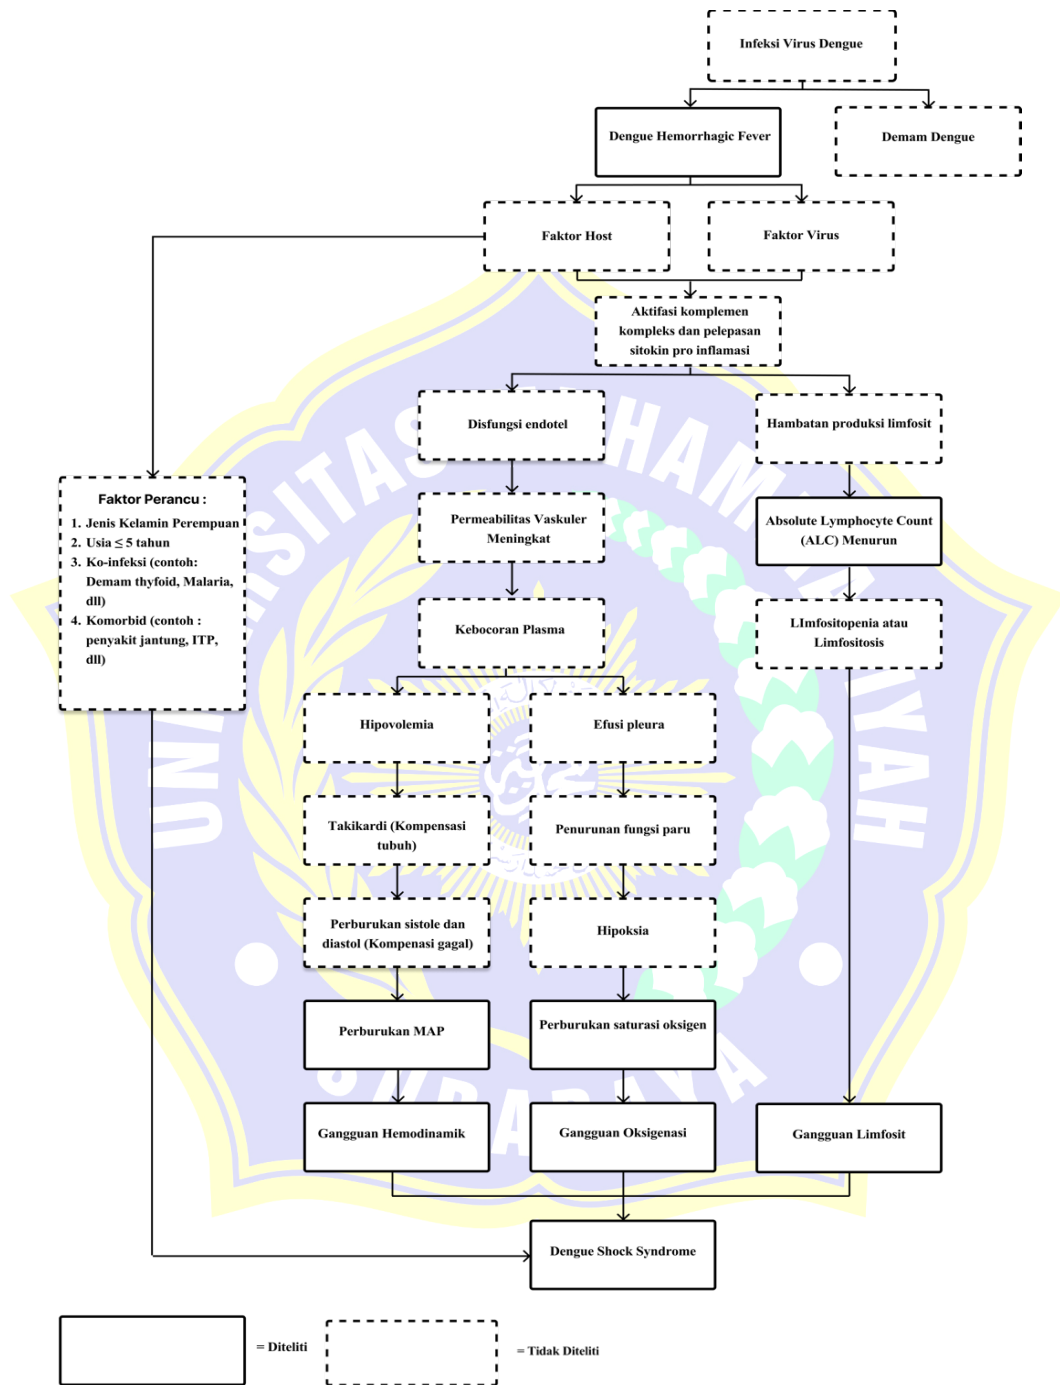 Infeksi Virus Dengue
Dengue Hemorrhagic Fever
Demam Dengue
Faktor Host
Faktor Virus
Aktifasi komplemen
kompleks dan pelepasan
sitokin pro inflamasi
Disfungsi endotel
Hambatan produksi limfosit
Faktor Perancu :
1. Jenis Kelamin Perempuan
2. Usia ≤ 5 tahun
3. Ko-infeksi (contoh:
Demam thyfoid, Malaria,
dll)
4. Komorbid (contoh :
penyakit jantung, ITP,
dll)
Permeabilitas Vaskuler
Meningkat
Absolute Lymphocyte Count
(ALC) Menurun
Kebocoran Plasma
LImfositopenia atau
Limfositosis
Hipovolemia
Efusi pleura
Takikardi (Kompensasi
tubuh)
Penurunan fungsi paru
Perburukan sistole dan
diastol (Kompenasi gagal)
Hipoksia
Perburukan MAP
Perburukan saturasi oksigen
Gangguan Hemodinamik
Gangguan Oksigenasi
Gangguan Limfosit
Dengue Shock Syndrome
= Diteliti
= Tidak Diteliti
UNIVERSITAS MUHAMMADIYAH
SURABAYA